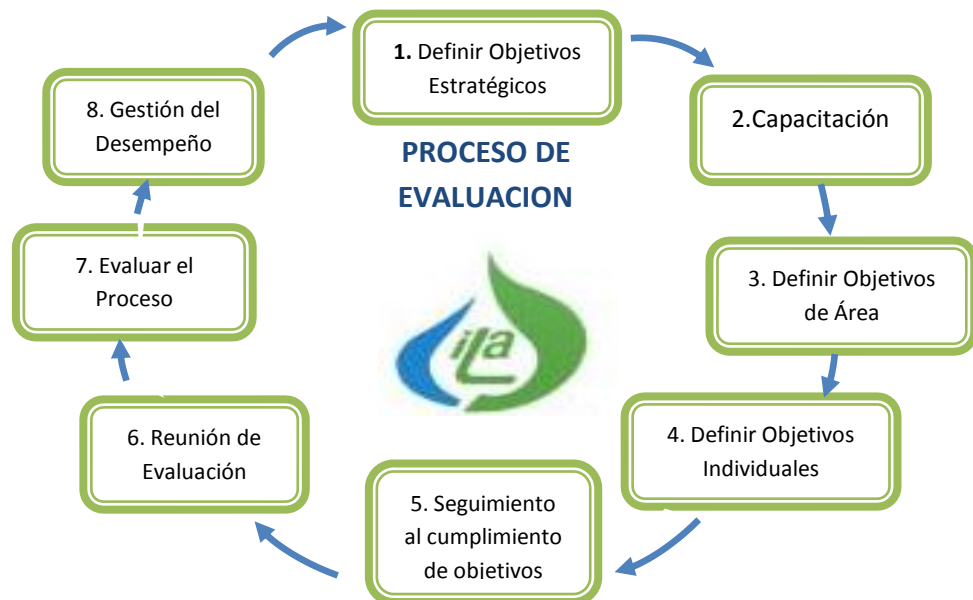 1. Definir Objetivos
Estratégicos
2.Capacitación
3. Definir Objetivos
de Área
4. Definir Objetivos
Individuales
5. Seguimiento
al cumplimiento
de objetivos
6. Reunión de
Evaluación
7. Evaluar el
Proceso
8. Gestión del
Desempeño
PROCESO DE
EVALUACION
iLa